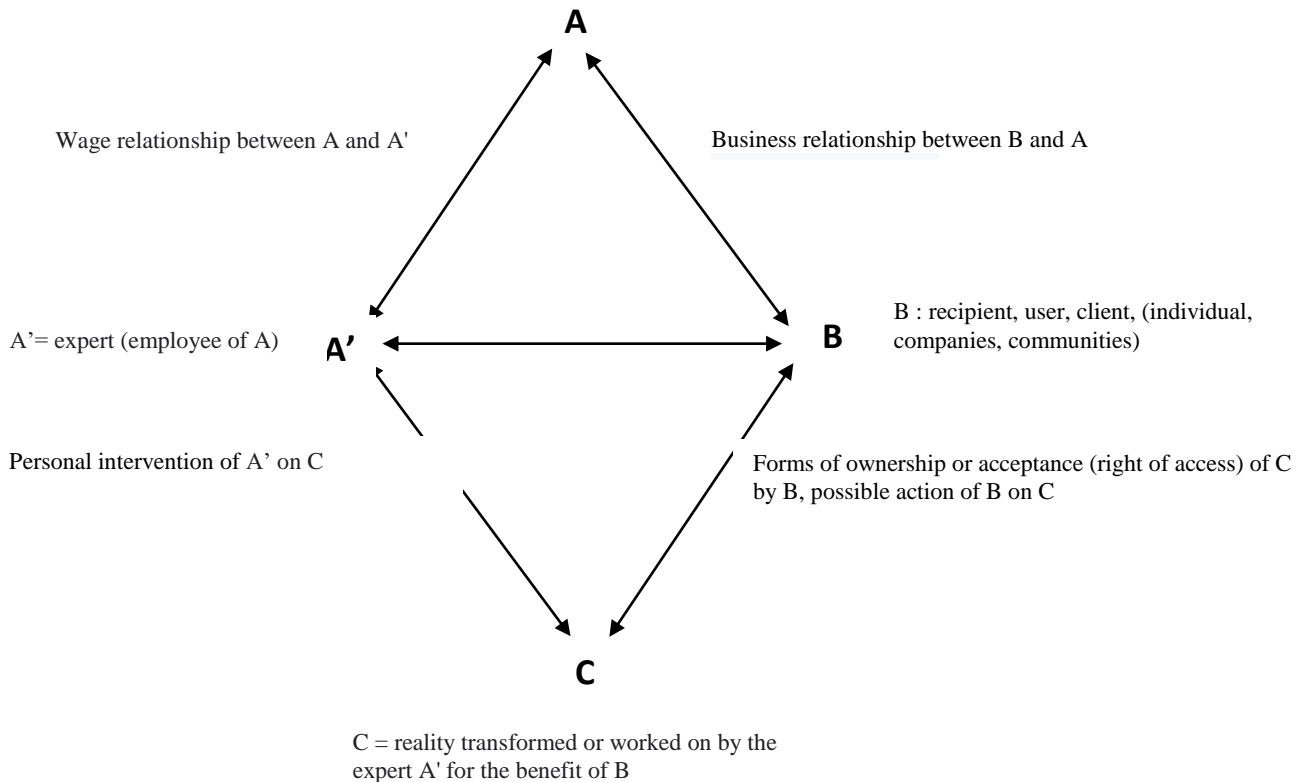 A
Wage relationship between A and A'
Business relationship between B and A
A’= expert (employee of A)
A’
B
B : recipient, user, client, (individual,
companies, communities)
Personal intervention of A’ on C
Forms of ownership or acceptance (right of access) of C
by B, possible action of B on C
C
C = reality transformed or worked on by the
expert A' for the benefit of B